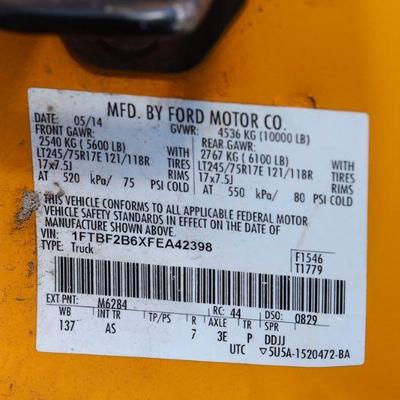 MFD. BY FORD MOTOR CO.
DATE: 05/14 GVWR: 4536 KG (10000 LB)
FRONT GAWR: REAR GAWR:
2540 KG ( 5600 LB) 2767 KG ( 6100 LB)
LT245/75R17E 121/118R WITH TIRES LT245/75R17E 121/118R WITH TIRES
17x7.5J RIMS 17x7.5J RIMS
AT 520 kPa/ 75 PSI COLD AT 550 kPa/ 80 PSI COLD
THIS VEHICLE CONFORMS TO ALL APPLICABLE FEDERAL MOTOR
VEHICLE SAFETY STANDARDS IN EFFECT ON THE DATE OF
MANUFACTURE SHOWN ABOVE.
VIN: 1FTBF2B6XFEA42398
TYPE: Truck
F1546
T1779
EXT PNT: M6284 RC: 44 DSO: 0829
WB INT TR TP/PS R AXLE TR SPR
137 AS 7 3E P DDJJ
UTC ▽5U5A-1520472-BA